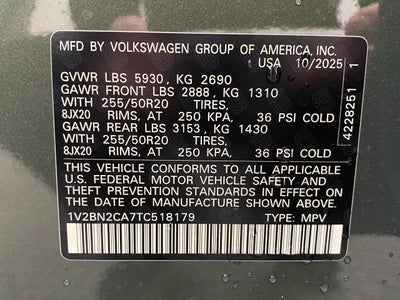 MFD BY VOLKSWAGEN GROUP OF AMERICA, INC.
USA 10/2025
GVWR LBS 5930, KG 2690
GAWR FRONT LBS 2888, KG 1310
WITH 255/50R20 TIRES,
8JX20 RIMS, AT 250 KPA, 36 PSI COLD
GAWR REAR LBS 3153, KG 1430
WITH 255/50R20 TIRES,
8JX20 RIMS, AT 250 KPA, 36 PSI COLD
THIS VEHICLE CONFORMS TO ALL APPLICABLE
U.S. FEDERAL MOTOR VEHICLE SAFETY AND
THEFT PREVENTION STANDARDS IN EFFECT ON
THE DATE OF MANUFACTURE SHOWN ABOVE.
1V2BN2CA7TC518179 TYPE: MPV
4228251 1